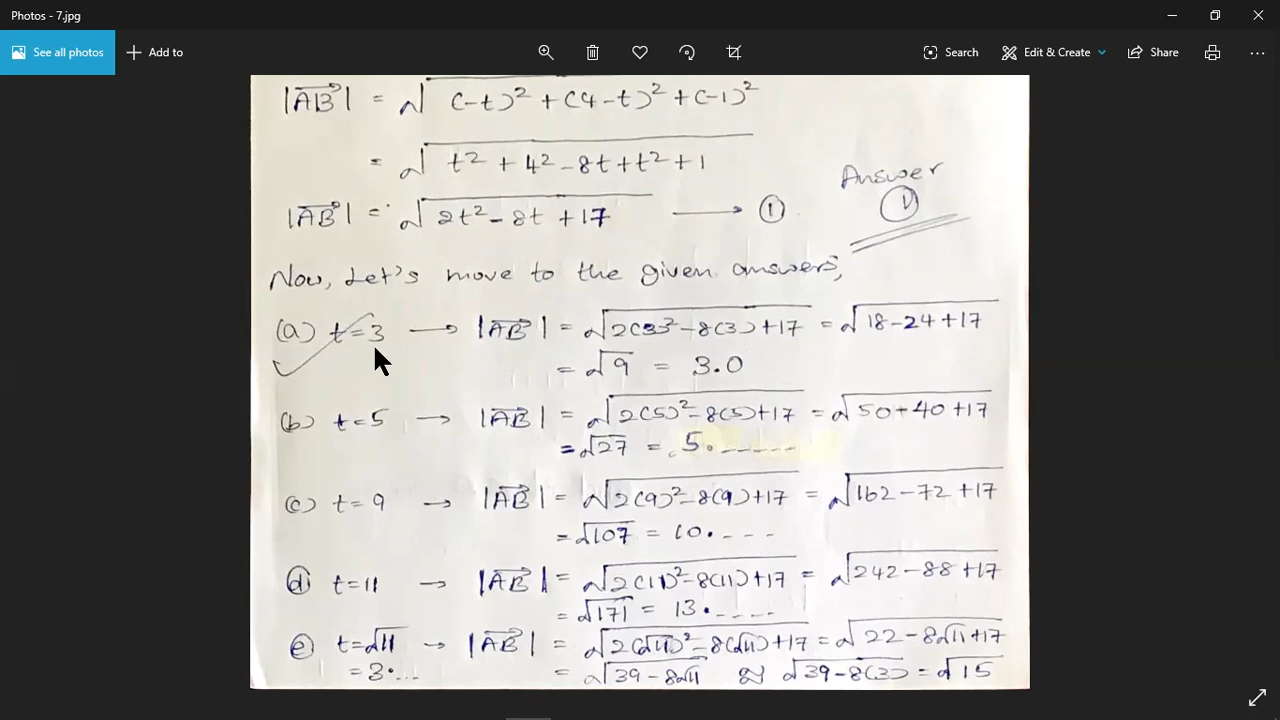 Photos - 7.jpg
See all photos
Add to
Search
Edit & Create
Share
|AB| = √(-t)² + (4-t)² + (-1)²
= √t² + 4² - 8t + t² + 1
Answer
|AB| = √2t² - 8t + 17 → ①
①
Now, Let's move to the given answers,
(a) t=3 → |AB| = √2(3)² - 8(3) + 17 = √18 - 24 + 17
= √9 = 3.0
(b) t=5 → |AB| = √2(5)² - 8(5) + 17 = √50 + 40 + 17
= √27 = 5. ------
(c) t=9 → |AB| = √2(9)² - 8(9) + 17 = √162 - 72 + 17
= √107 = 10. - - - -
(d) t=11 → |AB| = √2(11)² - 8(11) + 17 = √242 - 88 + 17
= √171 = 13. - - - - -
(e) t=√11 → |AB| = √2(√11)² - 8(√11) + 17 = √22 - 8√11 + 17
= 3. ... = √39 - 8√11 ≈ √39 - 8(3) = √15